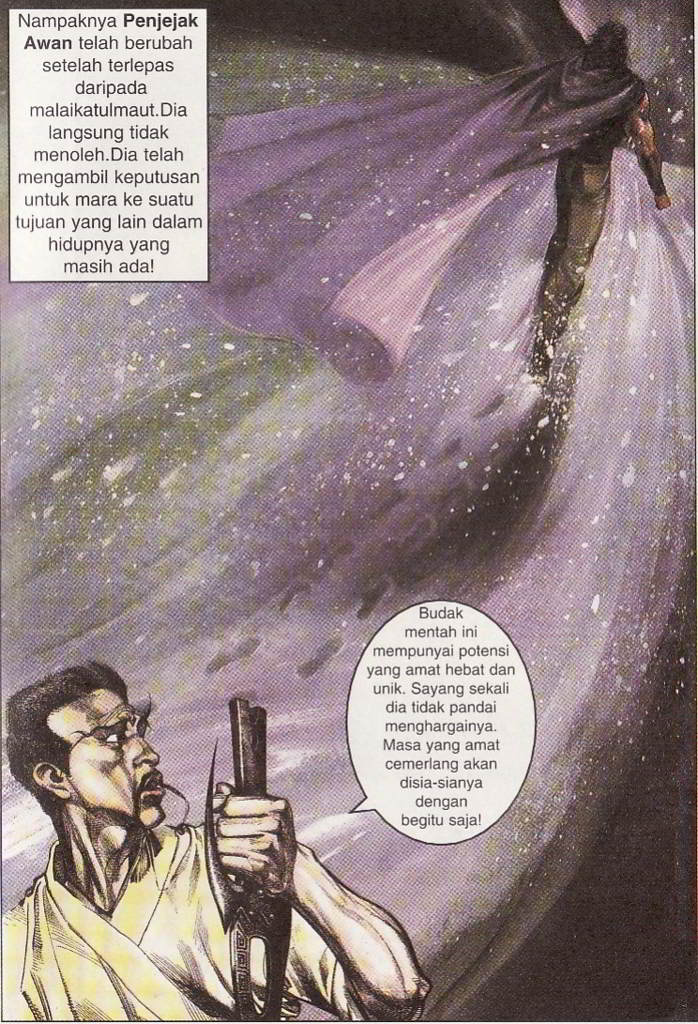 Nampaknya Penjejak
Awan telah berubah
setelah terlepas
daripada
malaikatulmaut.Dia
langsung tidak
menoleh.Dia telah
mengambil keputusan
untuk mara ke suatu
tujuan yang lain dalam
hidupnya yang
masih ada!
Budak
mentah ini
mempunyai potensi
yang amat hebat dan
unik. Sayang sekali
dia tidak pandai
menghargainya.
Masa yang amat
cemerlang akan
disia-sianya
dengan
begitu saja!